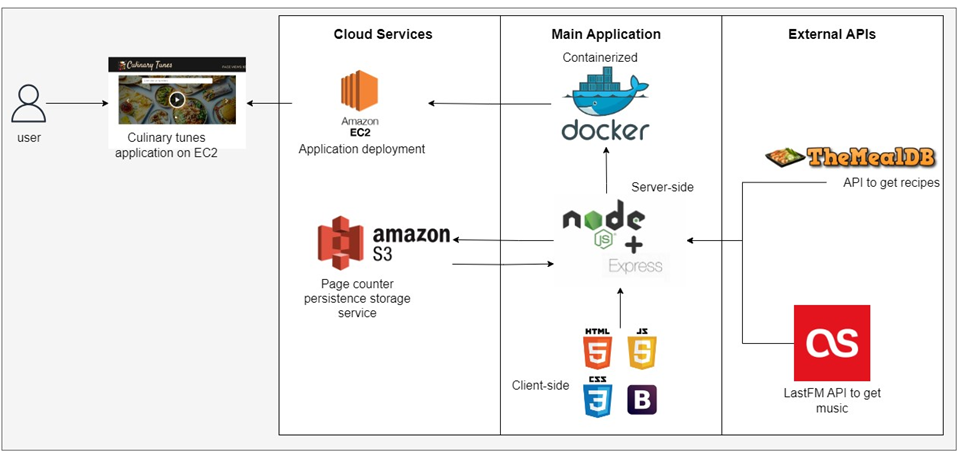 Cloud Services
Main Application
External APIs
Containerized
Culinary Tunes
user
Culinary tunes
application on EC2
Amazon
EC2
Application deployment
docker
TheMealDB
API to get recipes
Server-side
node
JS
+
Express
amazon
S3
Page counter
persistence storage
service
HTML
5
JS
5
Client-side
CSS
3
B
as
LastFM API to get
music